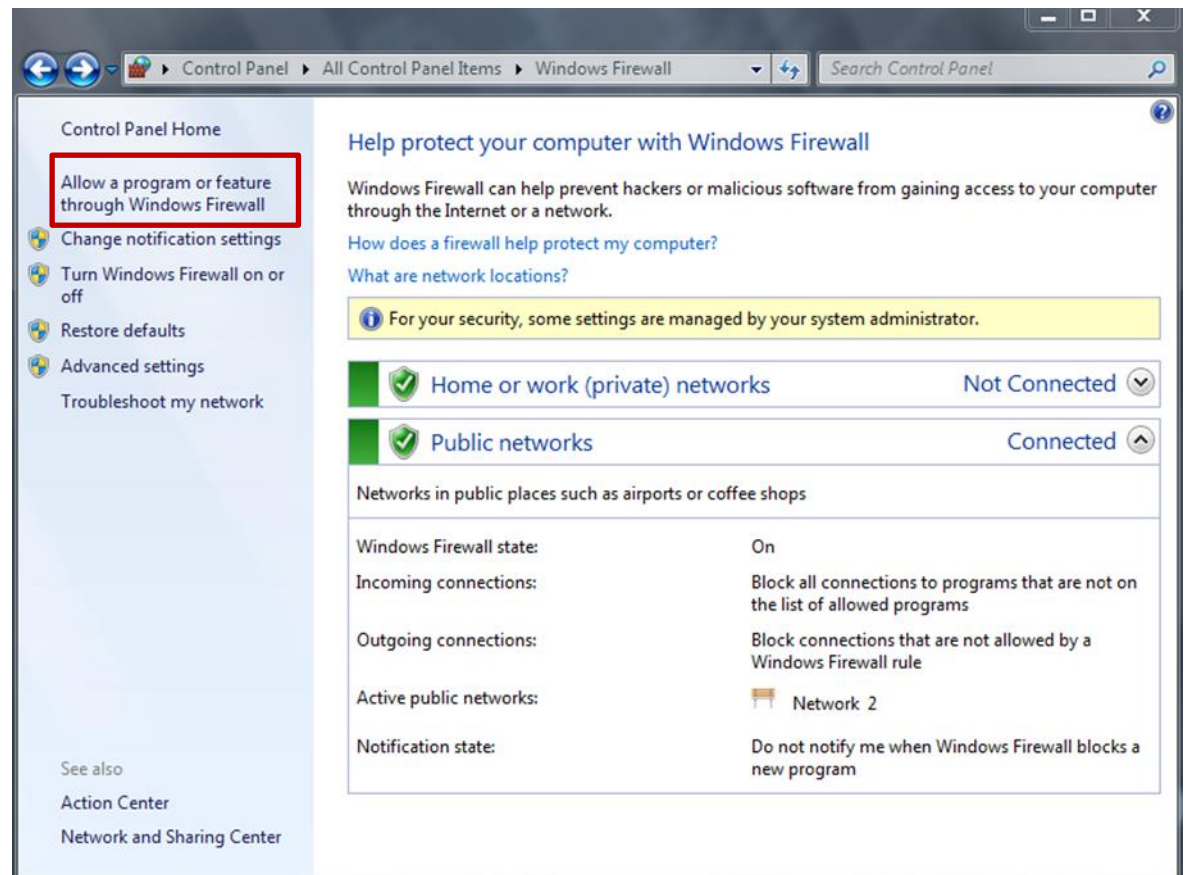 Control Panel All Control Panel Items Windows Firewall Search Control Panel
Control Panel Home
Allow a program or feature
through Windows Firewall
Change notification settings
Turn Windows Firewall on or
off
Restore defaults
Advanced settings
Troubleshoot my network
See also
Action Center
Network and Sharing Center
Help protect your computer with Windows Firewall
Windows Firewall can help prevent hackers or malicious software from gaining access to your computer
through the Internet or a network.
How does a firewall help protect my computer?
What are network locations?
For your security, some settings are managed by your system administrator.
Home or work (private) networks Not Connected
Public networks Connected
Networks in public places such as airports or coffee shops
Windows Firewall state: On
Incoming connections: Block all connections to programs that are not on
the list of allowed programs
Outgoing connections: Block connections that are not allowed by a
Windows Firewall rule
Active public networks: Network 2
Notification state: Do not notify me when Windows Firewall blocks a
new program